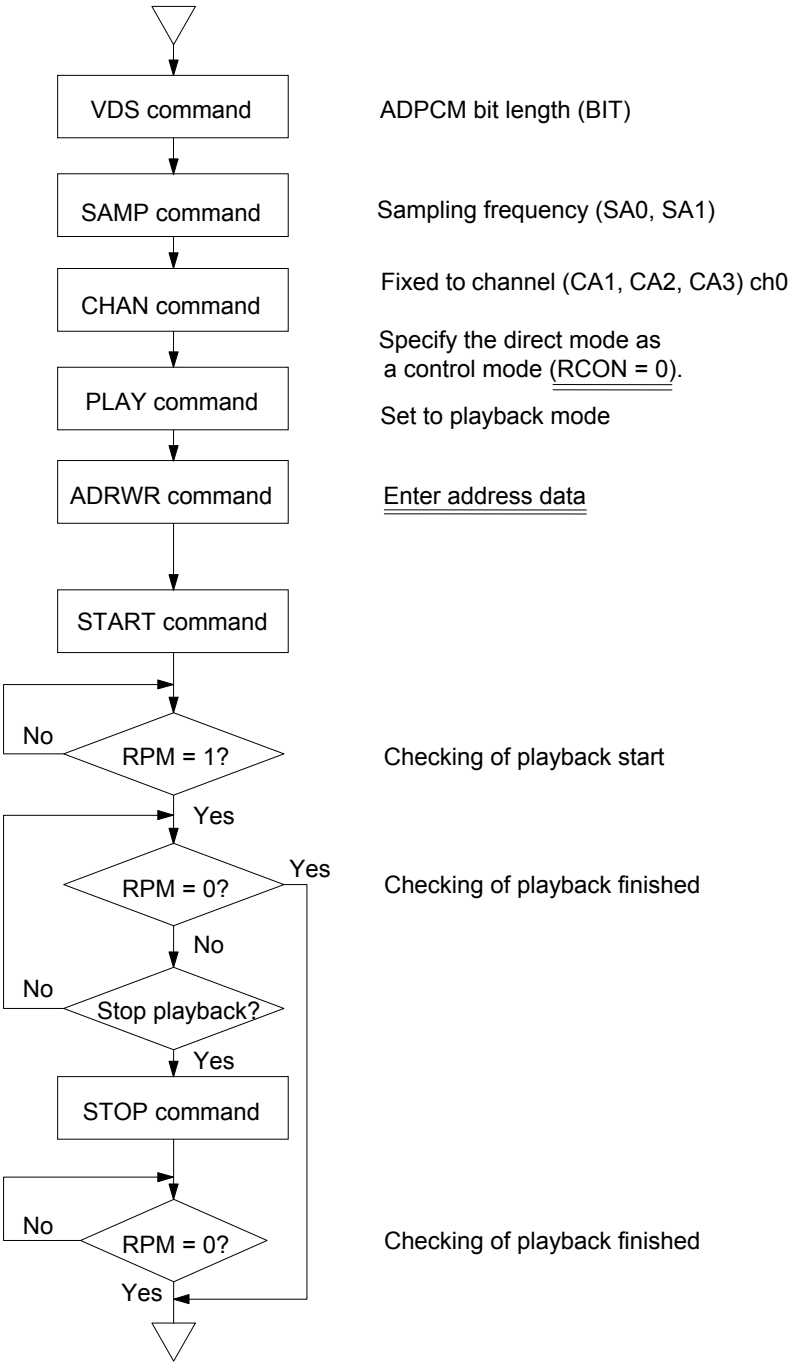 VDS command
ADPCM bit length (BIT)
SAMP command
Sampling frequency (SA0, SA1)
CHAN command
Fixed to channel (CA1, CA2, CA3) ch0
Specify the direct mode as
a control mode (RCON = 0).
PLAY command
Set to playback mode
ADRWR command
Enter address data
START command
No
RPM = 1?
Checking of playback start
Yes
RPM = 0?
Yes
Checking of playback finished
No
No
Stop playback?
Yes
STOP command
No
RPM = 0?
Checking of playback finished
Yes